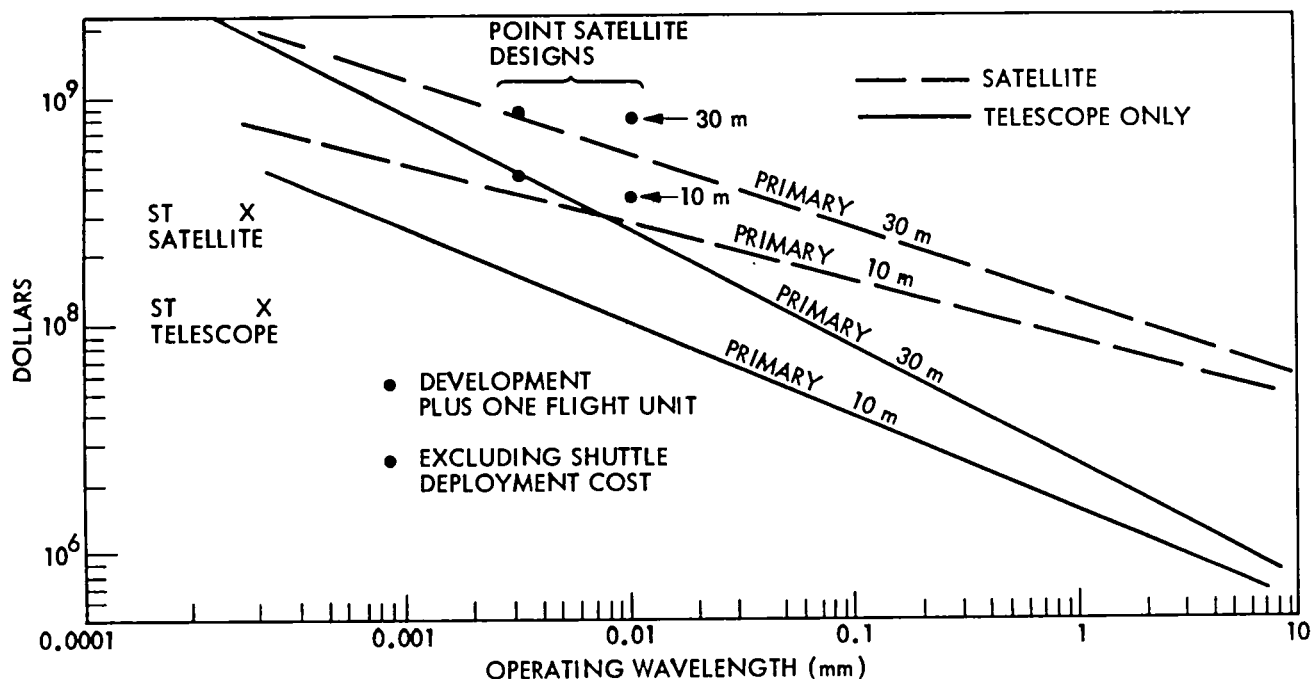 POINT SATELLITE
DESIGNS
SATELLITE
TELESCOPE ONLY
10⁹
30 m
10 m
PRIMARY 30 m
PRIMARY 10 m
PRIMARY 30 m
PRIMARY 10 m
ST X
SATELLITE
ST X
TELESCOPE
DOLLARS
10⁸
● DEVELOPMENT
PLUS ONE FLIGHT UNIT
● EXCLUDING SHUTTLE
DEPLOYMENT COST
10⁶
0.0001 0.001 0.01 0.1 1 10
OPERATING WAVELENGTH (mm)